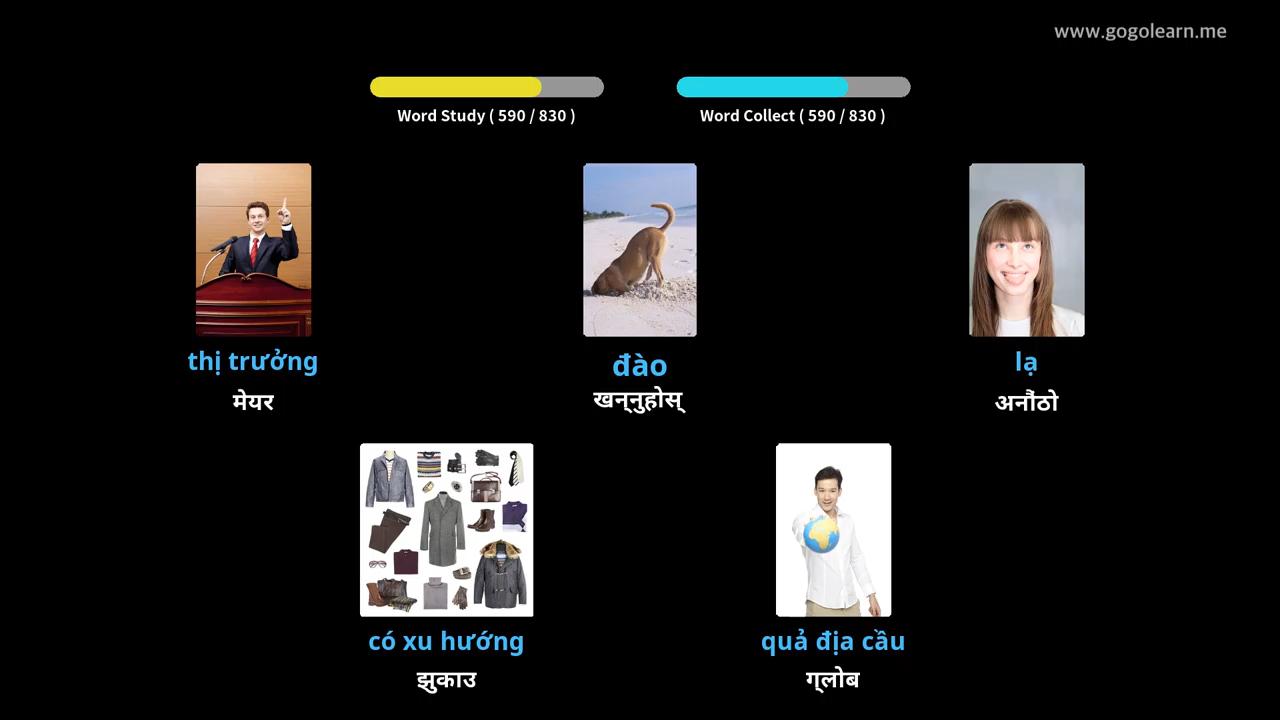 www.gogolearn.me
Word Study ( 590 / 830 )
Word Collect ( 590 / 830 )
thị trưởng
मेयर
đào
खन्नुहोस्
lạ
अनौंठो
có xu hướng
झुकाउ
quả địa cầu
ग्लोब